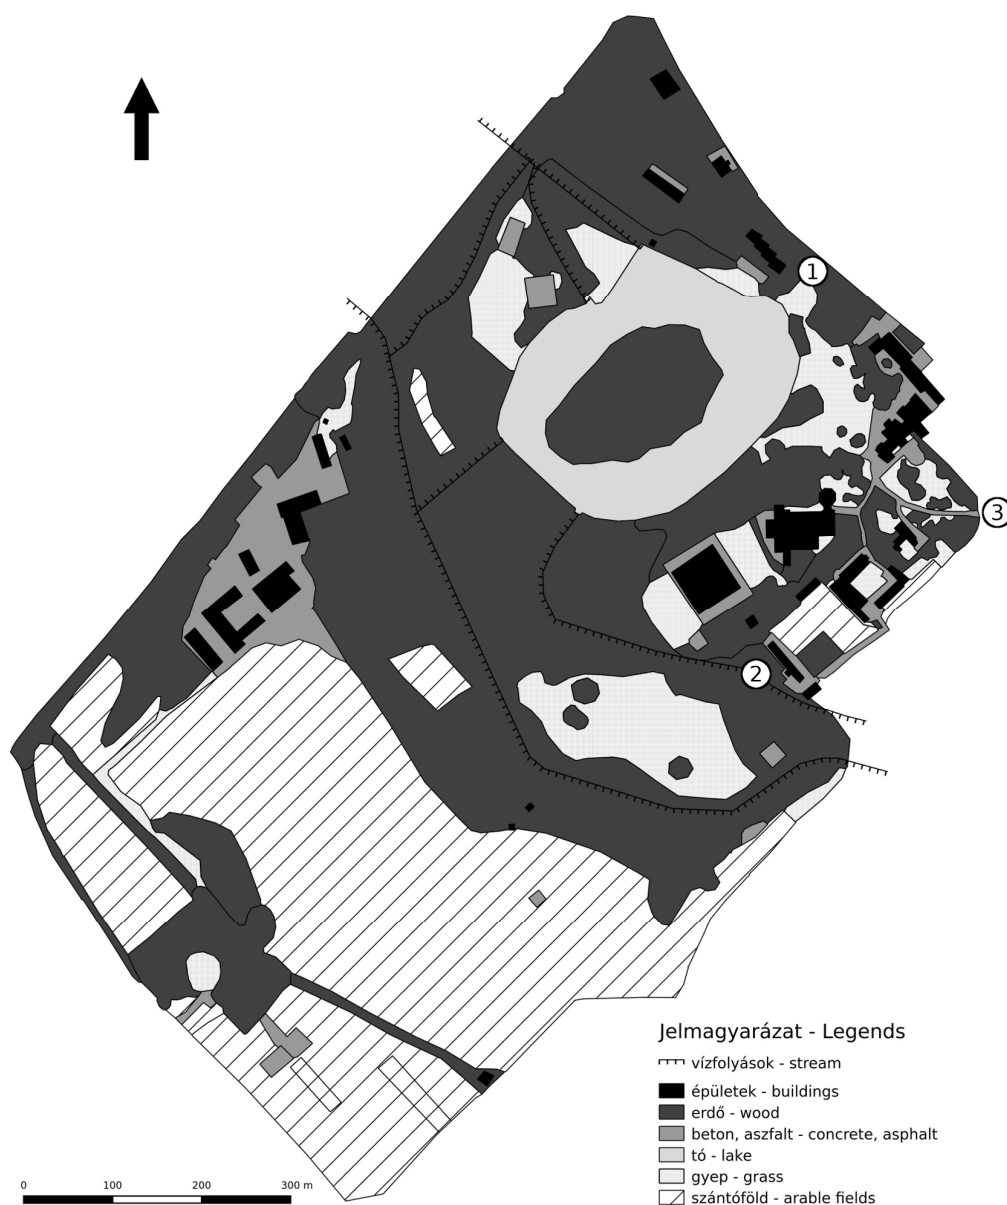 1
3
2
Jelmagyarázat - Legends
vízfolyások - stream
épületek - buildings
erdő - wood
beton, aszfalt - concrete, asphalt
tó - lake
gyep - grass
szántóföld - arable fields
0 100 200 300 m